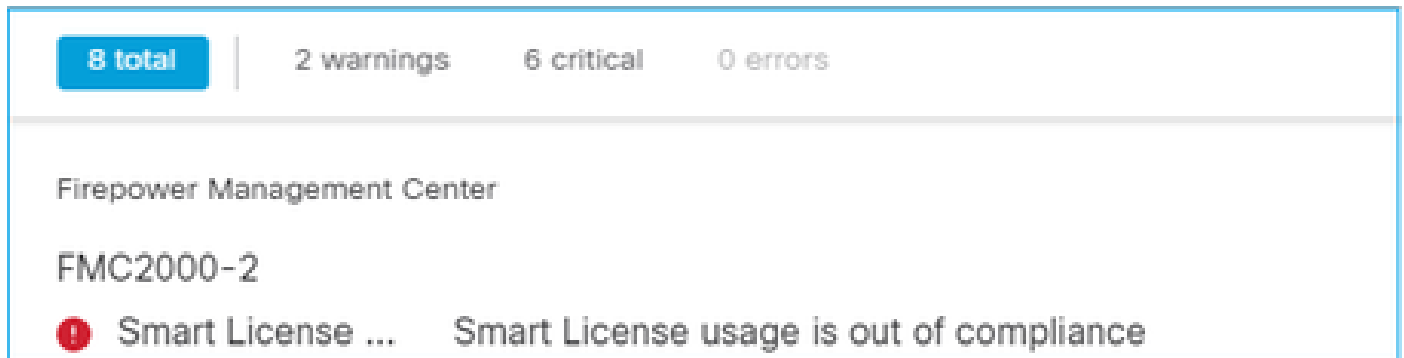 8 total 2 warnings 6 critical 0 errors
Firepower Management Center
FMC2000-2
Smart License ... Smart License usage is out of compliance